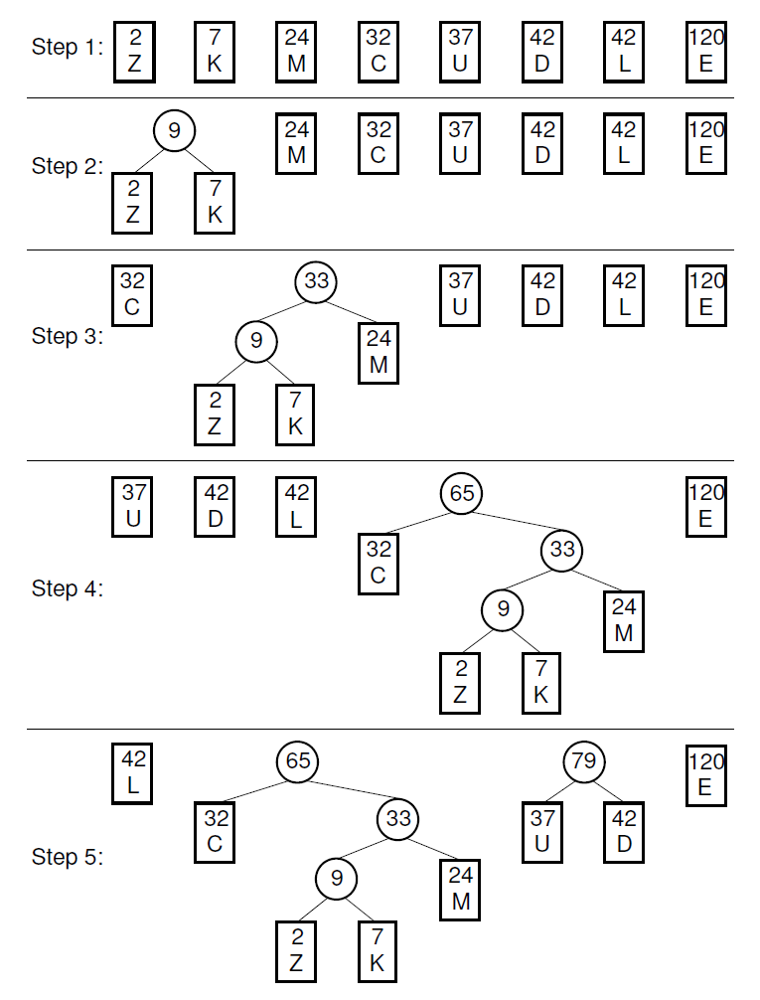 Step 1:
2 7 24 32 37 42 42 120
Z K M C U D L E
Step 2:
9
24 32 37 42 42 120
M C U D L E
2 7
Z K
Step 3:
32 33 37 42 42 120
C U D L E
9 24
M
2 7
Z K
Step 4:
37 42 42 65 120
U D L E
32 33
C
9 24
M
2 7
Z K
Step 5:
42 65 79 120
L E
32 33 37 42
C U D
9 24
M
2 7
Z K